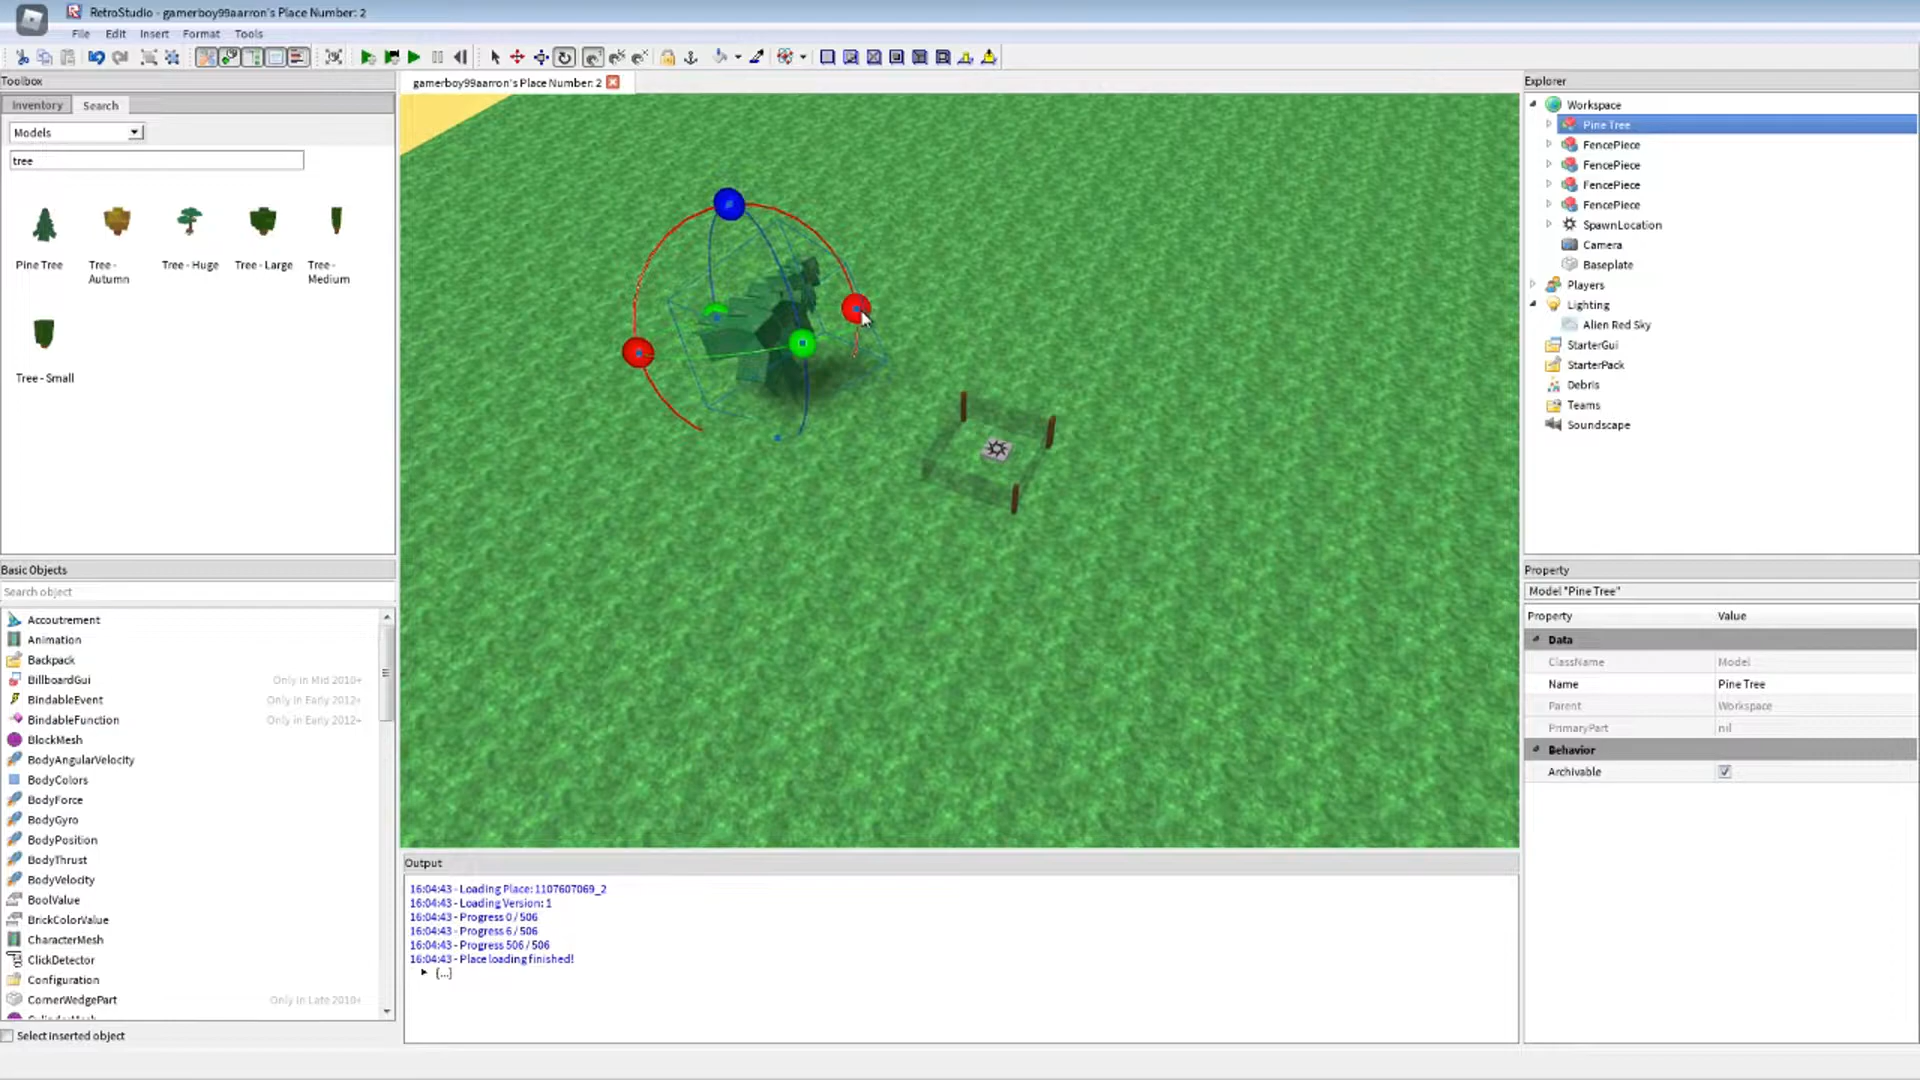 RetroStudio - gamerboy99aarron's Place Number: 2
File Edit Insert Format Tools
Toolbox
Inventory Search
Models
tree
Pine Tree
Tree - Autumn
Tree - Huge
Tree - Large
Tree - Medium
Tree - Small
Basic Objects
Search object
Accoutrement
Animation
Backpack
BillboardGui Only in Mid 2010+
BindableEvent Only in Early 2012+
BindableFunction Only in Early 2012+
BlockMesh
BodyAngularVelocity
BodyColors
BodyForce
BodyGyro
BodyPosition
BodyThrust
BodyVelocity
BoolValue
BrickColorValue
CharacterMesh
ClickDetector
Configuration
CornerWedgePart Only in Late 2010+
Select inserted object
gamerboy99aarron's Place Number: 2
Output
16:04:43 - Loading Place: 1107607069_2
16:04:43 - Loading Version: 1
16:04:43 - Progress 0 / 506
16:04:43 - Progress 6 / 506
16:04:43 - Progress 506 / 506
16:04:43 - Place loading finished!
[...]
Explorer
Workspace
Pine Tree
FencePiece
FencePiece
FencePiece
FencePiece
SpawnLocation
Camera
Baseplate
Players
Lighting
Alien Red Sky
StarterGui
StarterPack
Debris
Teams
Soundscape
Property
Model "Pine Tree"
Property Value
Data
ClassName Model
Name Pine Tree
Parent Workspace
PrimaryPart nil
Behavior
Archivable